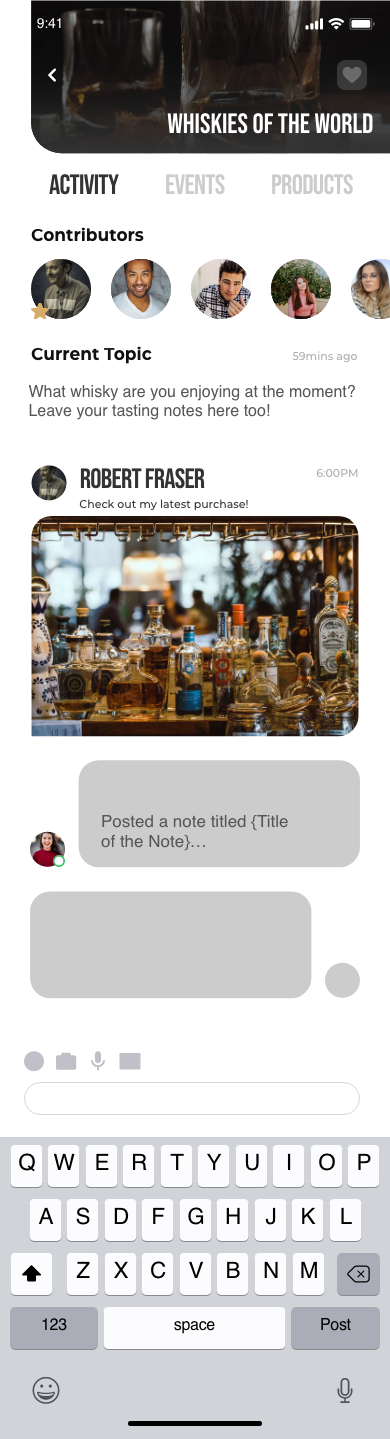 9:41
WHISKIES OF THE WORLD
ACTIVITY EVENTS PRODUCTS
Contributors
Current Topic 59mins ago
What whisky are you enjoying at the moment?
Leave your tasting notes here too!
ROBERT FRASER 6:00PM
Check out my latest purchase!
Posted a note titled {Title
of the Note}...
Q W E R T Y U I O P
A S D F G H J K L
Z X C V B N M
123 space Post